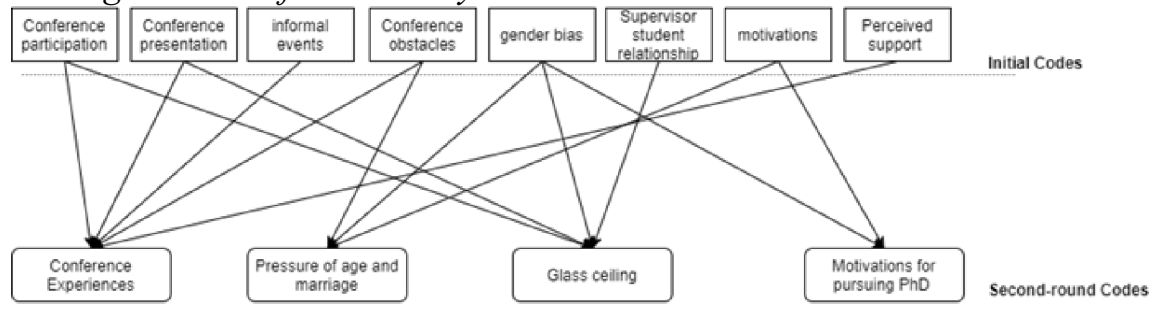 Conference
participation
Conference
presentation
informal
events
Conference
obstacles
gender bias
Supervisor
student
relationship
motivations
Perceived
support
Initial Codes
Conference
Experiences
Pressure of age and
marriage
Glass ceiling
Motivations for
pursuing PhD
Second-round Codes